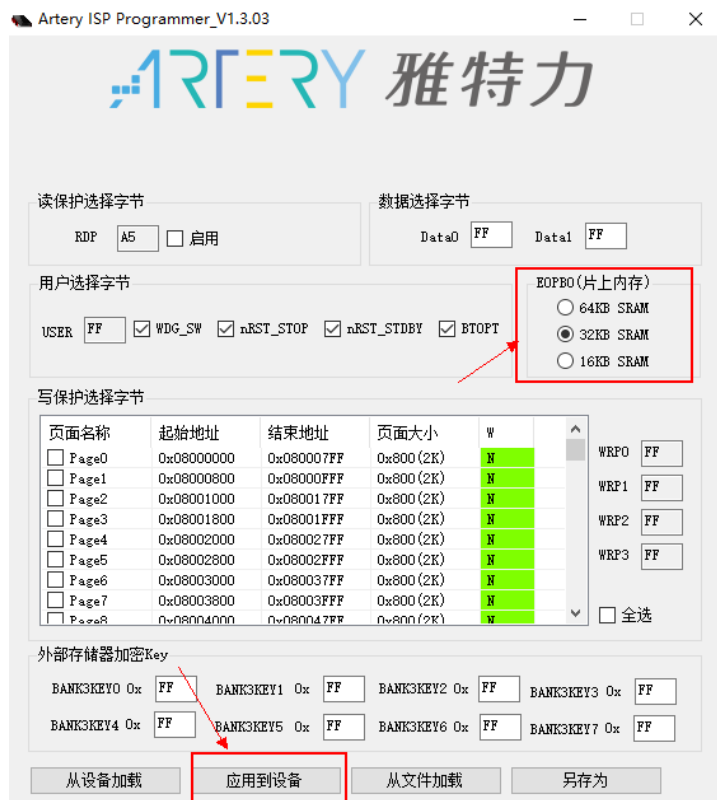 Artery ISP Programmer_V1.3.03
ARTERY 雅特力
读保护选择字节
RDP A5 启用
数据选择字节
Data0 FF Data1 FF
用户选择字节
USER FF WDG_SW nRST_STOP nRST_STDBY BTOPT
EOPB0(片上内存)
64KB SRAM
32KB SRAM
16KB SRAM
写保护选择字节
页面名称 起始地址 结束地址 页面大小 W
Page0 0x08000000 0x080007FF 0x800(2K) N
Page1 0x08000800 0x08000FFF 0x800(2K) N
Page2 0x08001000 0x080017FF 0x800(2K) N
Page3 0x08001800 0x08001FFF 0x800(2K) N
Page4 0x08002000 0x080027FF 0x800(2K) N
Page5 0x08002800 0x08002FFF 0x800(2K) N
Page6 0x08003000 0x080037FF 0x800(2K) N
Page7 0x08003800 0x08003FFF 0x800(2K) N
Page8 0x08004000 0x080047FF 0x800(2K) N
WRP0 FF
WRP1 FF
WRP2 FF
WRP3 FF
全选
外部存储器加密Key
BANK3KEY0 0x FF BANK3KEY1 0x FF BANK3KEY2 0x FF BANK3KEY3 0x FF
BANK3KEY4 0x FF BANK3KEY5 0x FF BANK3KEY6 0x FF BANK3KEY7 0x FF
从设备加载 应用到设备 从文件加载 另存为